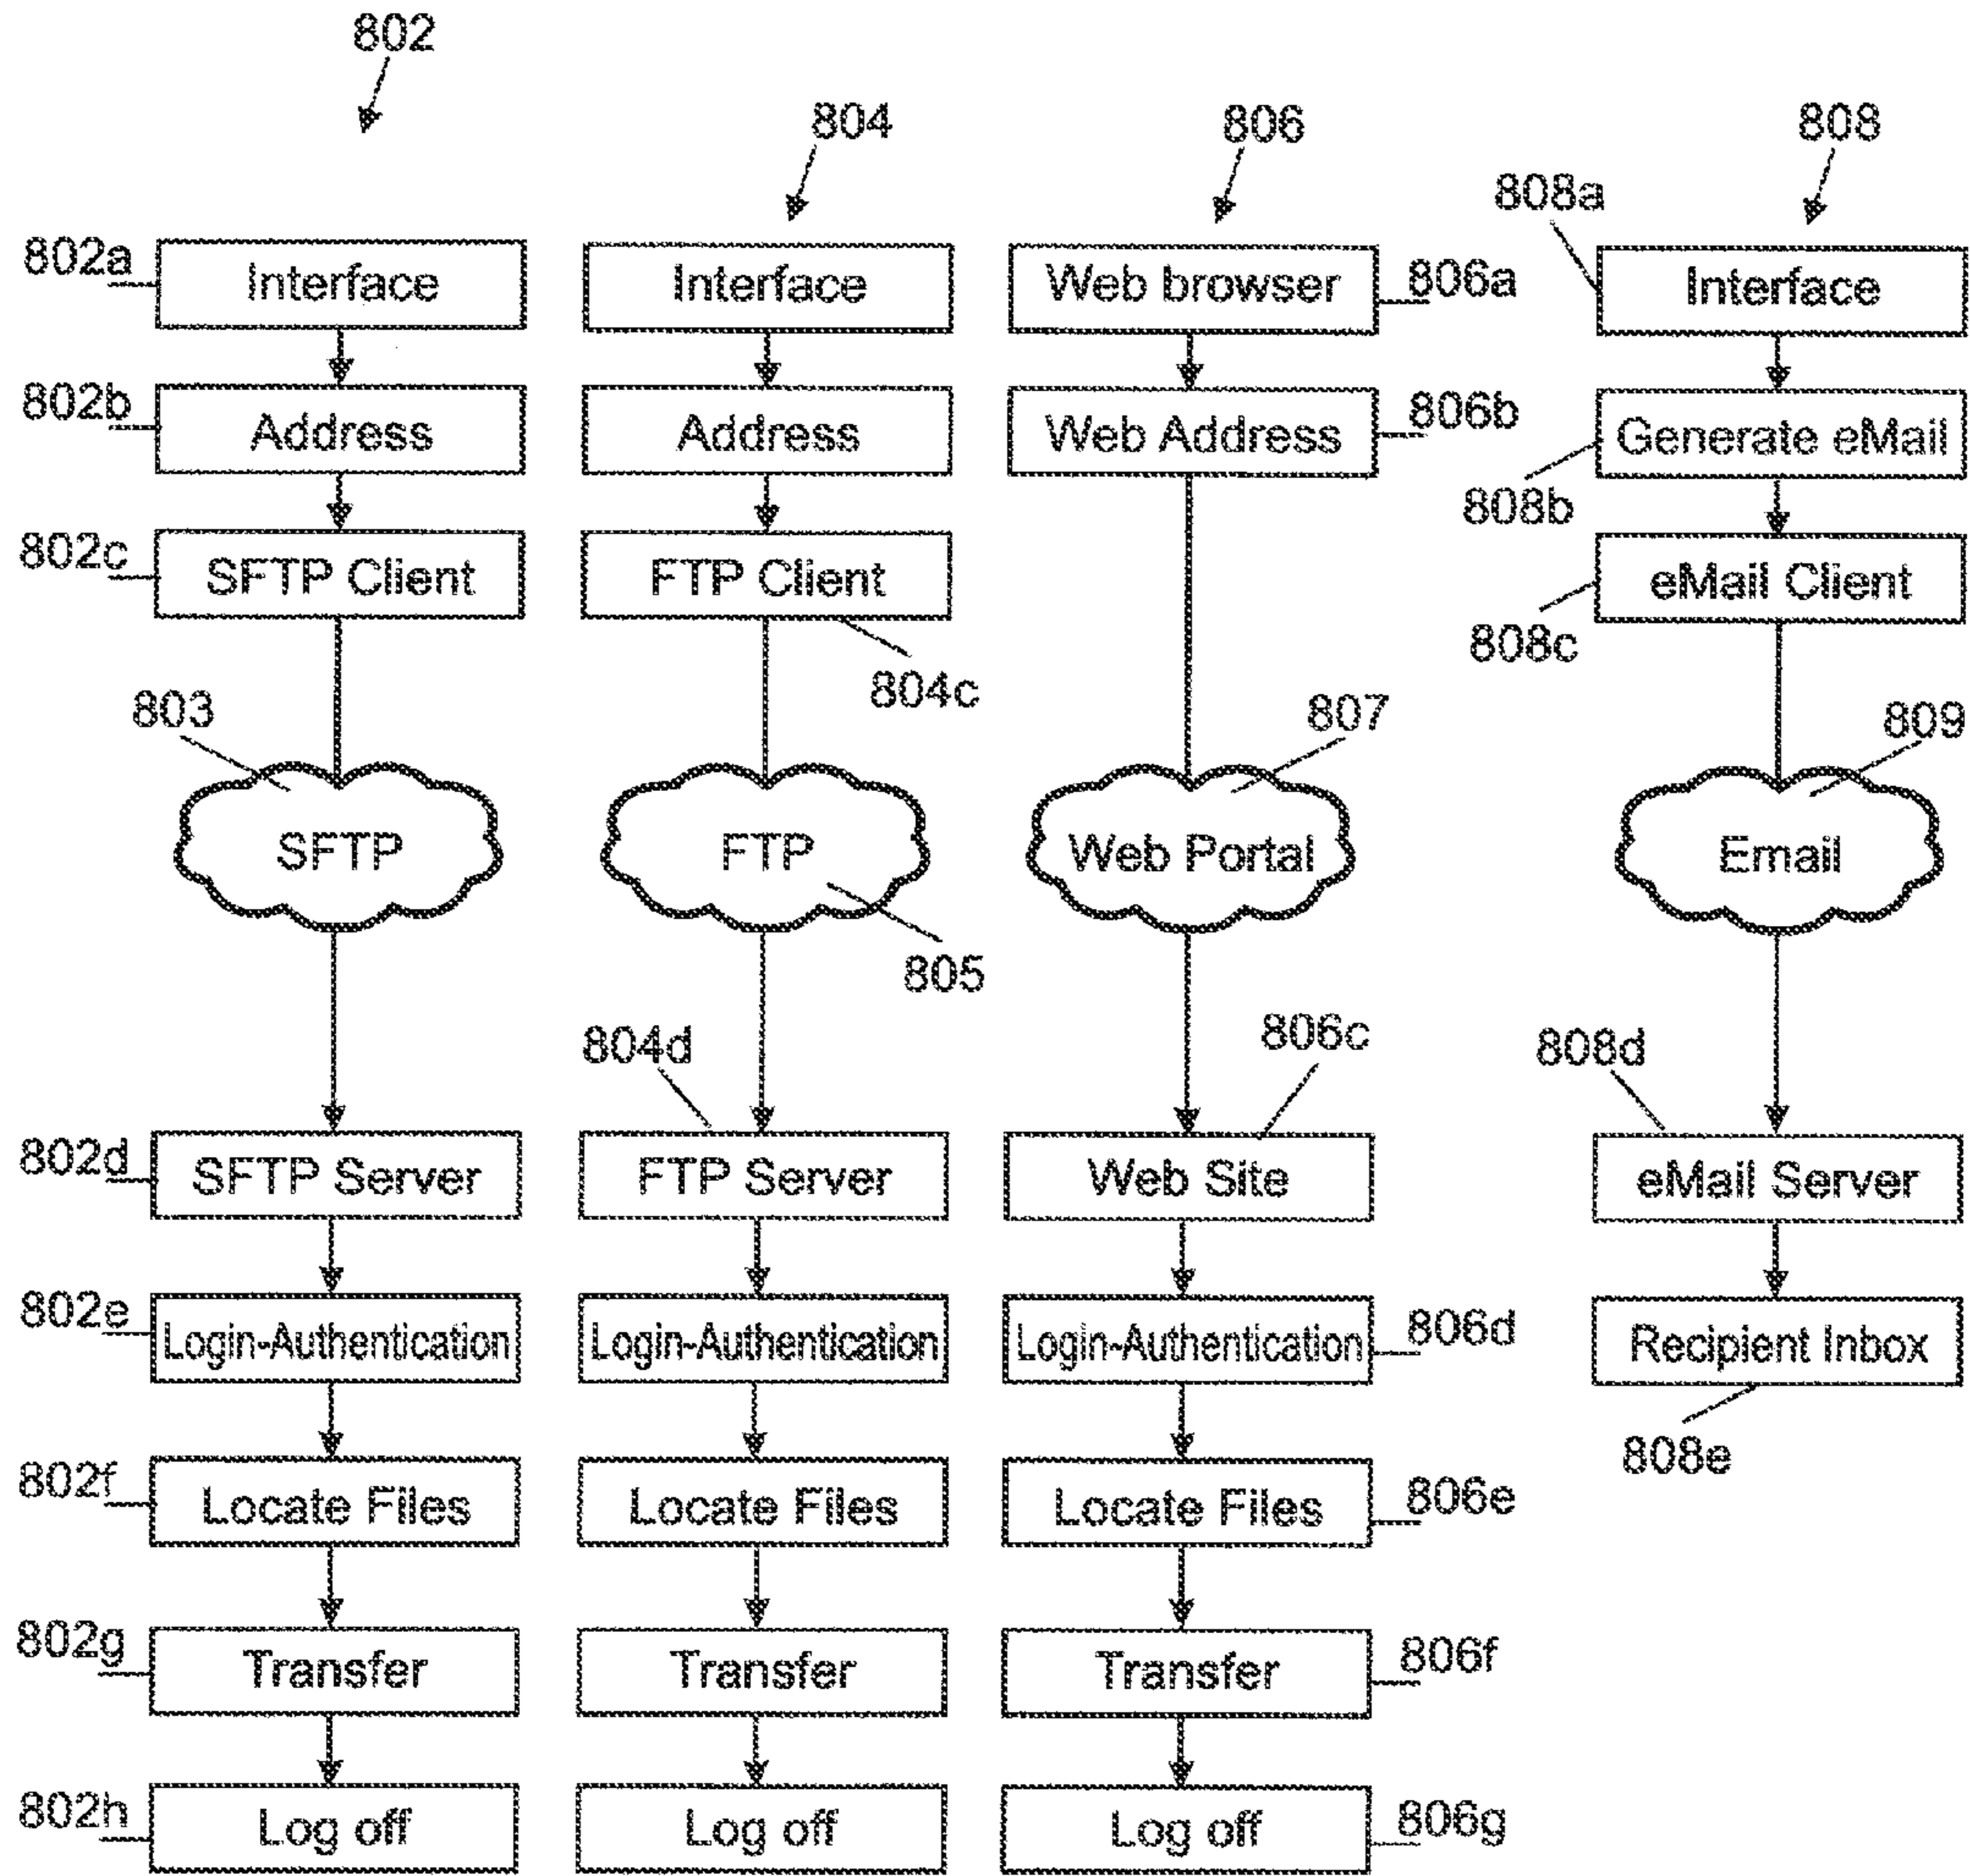 802
804
806
808
808a
802a
Interface
Interface
Web browser
806a
Interface
802b
Address
Address
Web Address
806b
Generate eMail
808b
802c
SFTP Client
FTP Client
eMail Client
808c
804c
803
807
809
SFTP
FTP
Web Portal
Email
805
804d
806c
808d
802d
SFTP Server
FTP Server
Web Site
eMail Server
802e
Login-Authentication
Login-Authentication
Login-Authentication
806d
Recipient Inbox
808e
802f
Locate Files
Locate Files
Locate Files
806e
802g
Transfer
Transfer
Transfer
806f
802h
Log off
Log off
Log off
806g